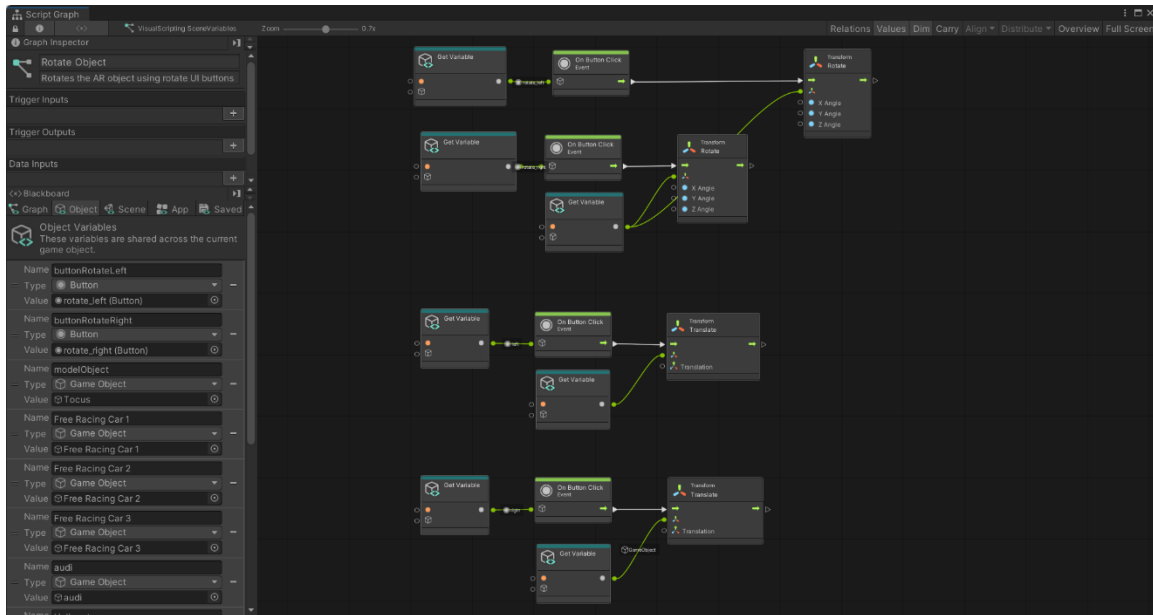 Script Graph
<×>
VisualScripting SceneVariables
Zoom
0.7x
Relations Values Dim Carry Align Distribute Overview Full Screen
Graph Inspector
Rotate Object
Rotates the AR object using rotate UI buttons
Trigger Inputs
Trigger Outputs
Data Inputs
<×> Blackboard
Graph Object Scene App Saved
Object Variables
These variables are shared across the current
game object.
Name buttonRotateLeft
Type Button
Value rotate_left (Button)
Name buttonRotateRight
Type Button
Value rotate_right (Button)
Name modelObject
Type Game Object
Value Tocus
Name Free Racing Car 1
Type Game Object
Value Free Racing Car 1
Name Free Racing Car 2
Type Game Object
Value Free Racing Car 2
Name Free Racing Car 3
Type Game Object
Value Free Racing Car 3
Name audi
Type Game Object
Value audi
Get Variable
rotate_left
On Button Click
Event
Transform
Rotate
X Angle
Y Angle
Z Angle
Get Variable
On Button Click
Event
Transform
Rotate
X Angle
Y Angle
Z Angle
Get Variable
Get Variable
left
On Button Click
Event
Transform
Translate
Translation
Get Variable
Get Variable
right
On Button Click
Event
Transform
Translate
Translation
Get Variable
GameObject